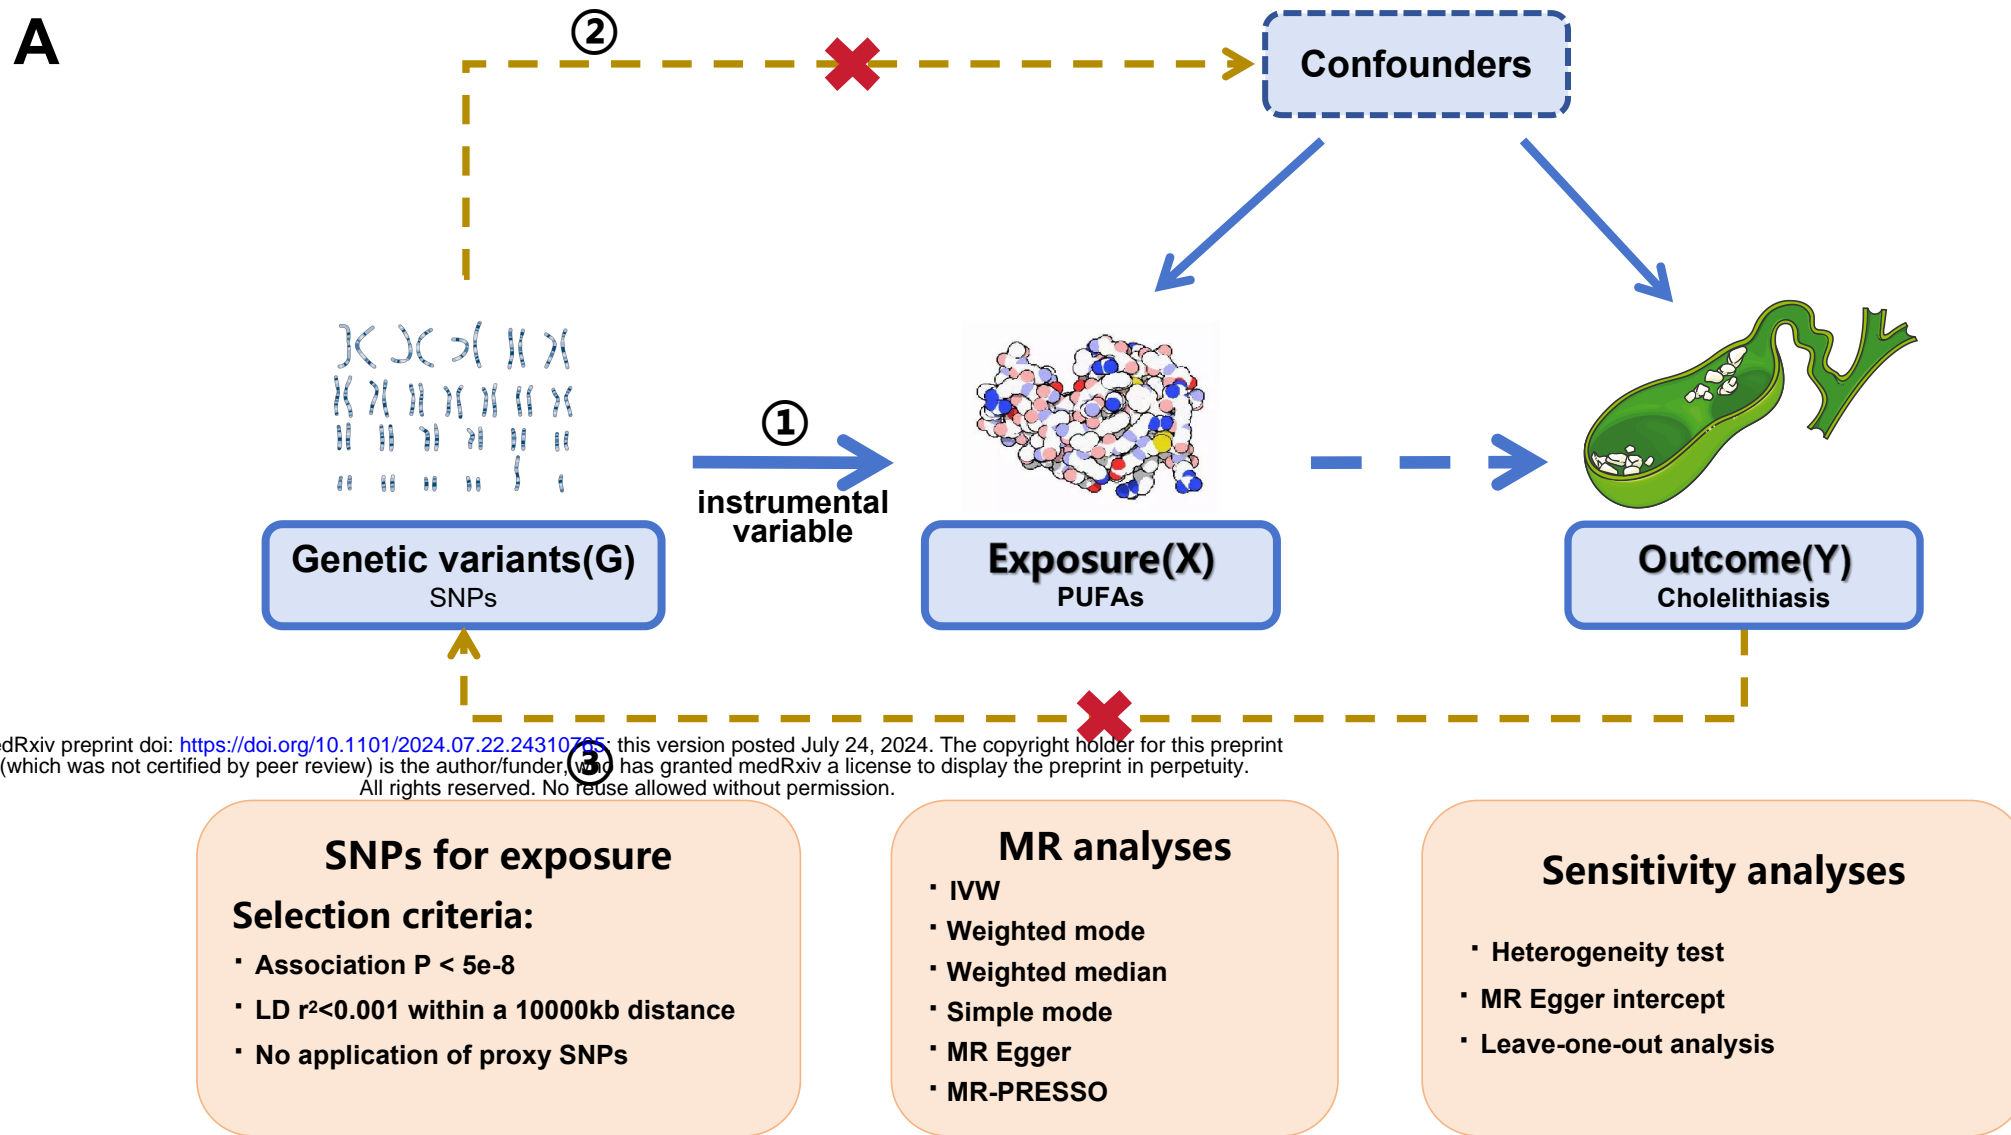 A
②
Confounders
①
instrumental
variable
Genetic variants(G)
SNPs
Exposure(X)
PUFAs
Outcome(Y)
Cholelithiasis
edRxiv preprint doi: https://doi.org/10.1101/2024.07.22.24310765; this version posted July 24, 2024. The copyright holder for this preprint
(which was not certified by peer review) is the author/funder, who has granted medRxiv a license to display the preprint in perpetuity.
③
All rights reserved. No reuse allowed without permission.
SNPs for exposure
Selection criteria:
· Association P < 5e-8
· LD r²<0.001 within a 10000kb distance
· No application of proxy SNPs
MR analyses
· IVW
· Weighted mode
· Weighted median
· Simple mode
· MR Egger
· MR-PRESSO
Sensitivity analyses
· Heterogeneity test
· MR Egger intercept
· Leave-one-out analysis